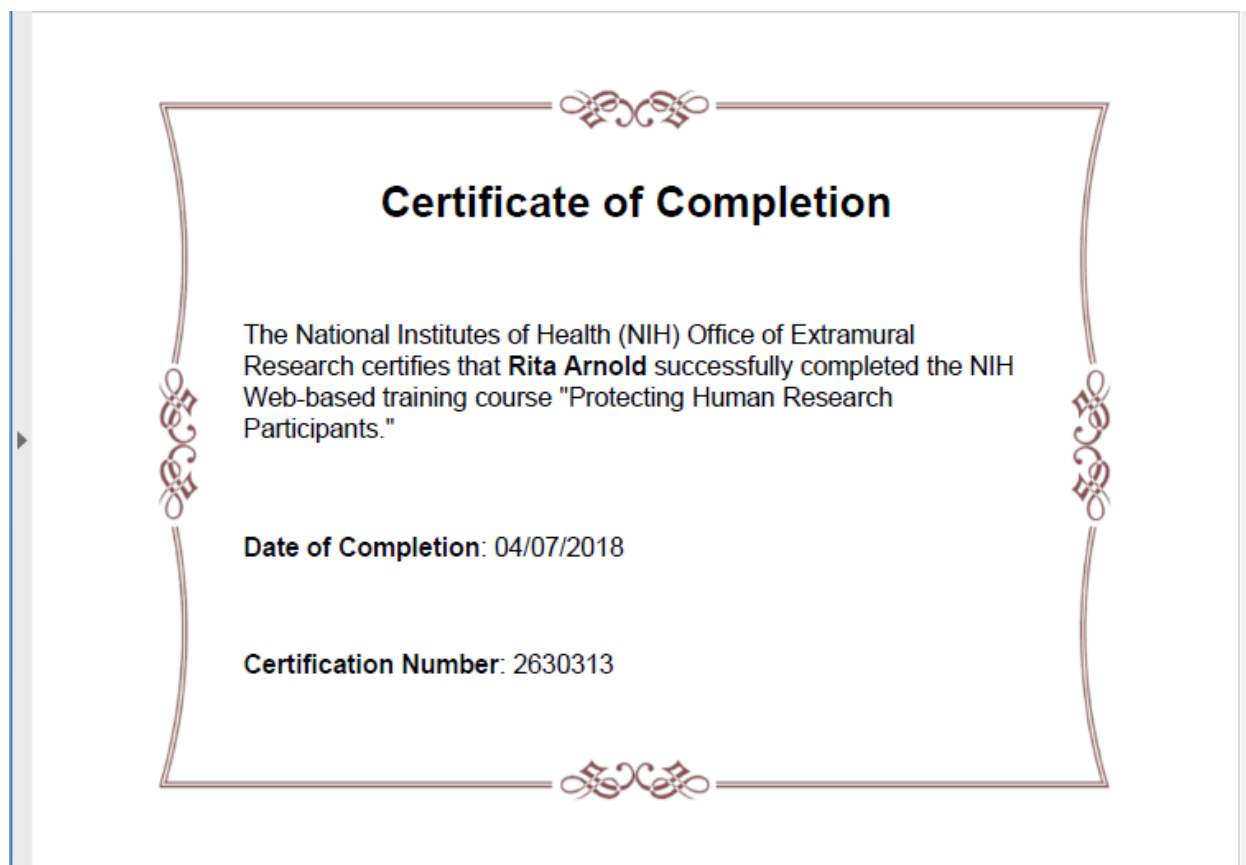 Certificate of Completion
The National Institutes of Health (NIH) Office of Extramural
Research certifies that Rita Arnold successfully completed the NIH
Web-based training course "Protecting Human Research
Participants."
Date of Completion: 04/07/2018
Certification Number: 2630313